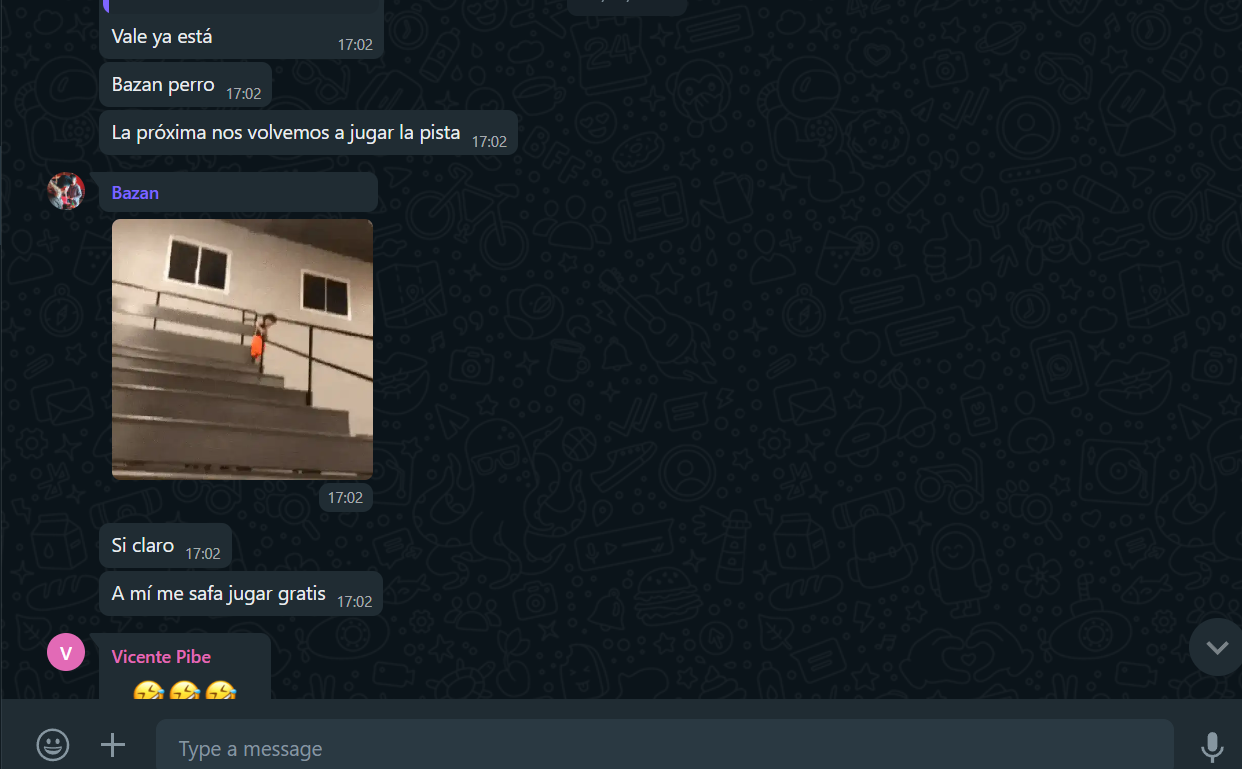 Vale ya está
17:02
Bazan perro
17:02
La próxima nos volvemos a jugar la pista
17:02
Bazan
17:02
Si claro
17:02
A mí me safa jugar gratis
17:02
V
Vicente Pibe
🤣🤣🤣
Type a message